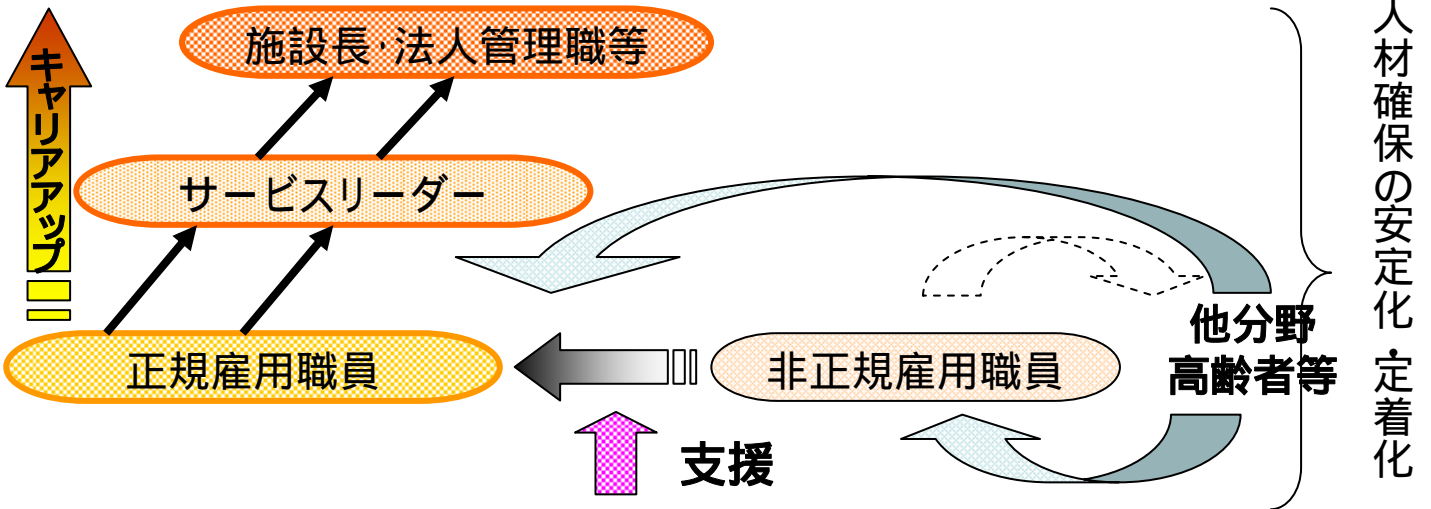 施設長・法人管理職等
キャリアアップ
サービスリーダー
正規雇用職員
非正規雇用職員
他分野
高齢者等
支援
人材確保の安定化・定着化